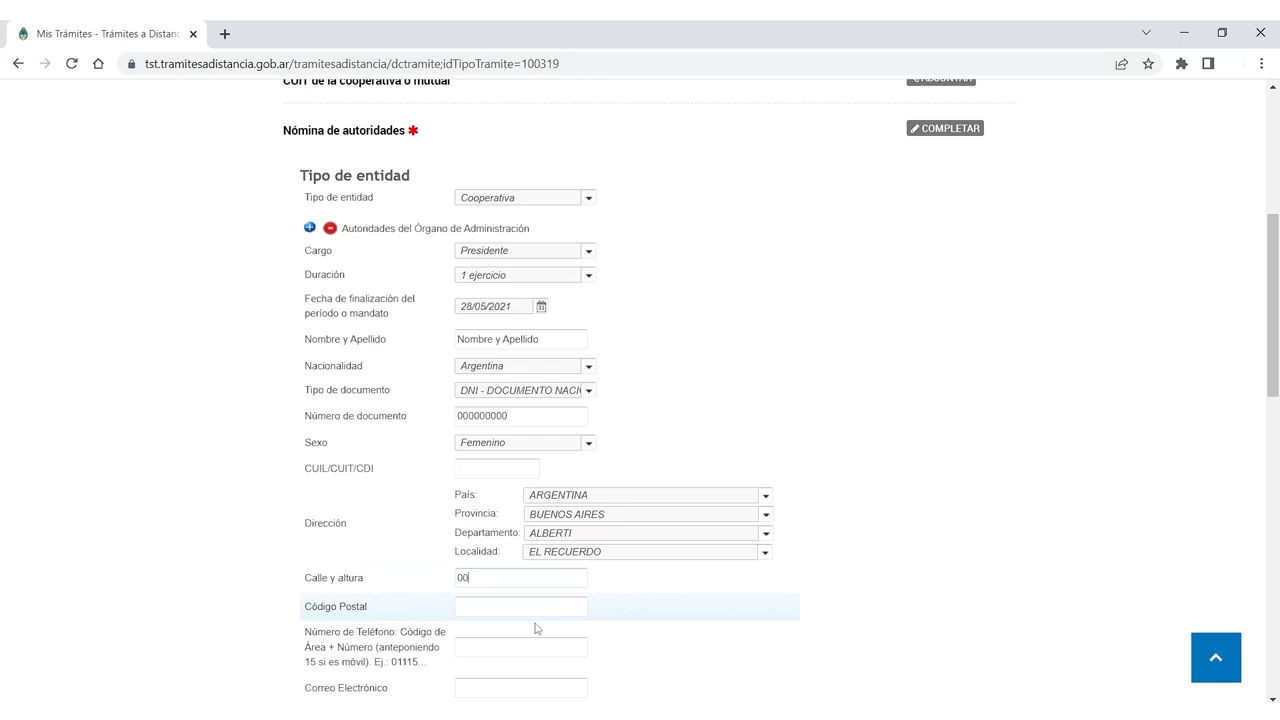 Mis Trámites - Trámites a Distanc
tst.tramitesadistancia.gob.ar/tramitesadistancia/dctramite;idTipoTramite=100319
CUIT de la cooperativa o mutual
ADJUNTAR
Nómina de autoridades *
COMPLETAR
Tipo de entidad
Tipo de entidad Cooperativa
Autoridades del Órgano de Administración
Cargo Presidente
Duración 1 ejercicio
Fecha de finalización del
período o mandato 28/05/2021
Nombre y Apellido Nombre y Apellido
Nacionalidad Argentina
Tipo de documento DNI - DOCUMENTO NACI
Número de documento 000000000
Sexo Femenino
CUIL/CUIT/CDI
Dirección
País: ARGENTINA
Provincia: BUENOS AIRES
Departamento: ALBERTI
Localidad: EL RECUERDO
Calle y altura 00
Código Postal
Número de Teléfono: Código de
Área + Número (anteponiendo
15 si es móvil). Ej.: 01115...
Correo Electrónico